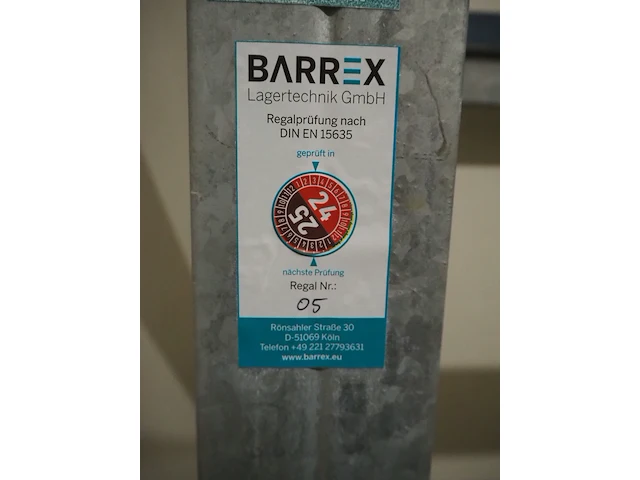 BARREX
Lagertechnik GmbH
Regalprüfung nach
DIN EN 15635
geprüft in
24
25
nächste Prüfung
Regal Nr.:
05
Rönsahler Straße 30
D-51069 Köln
Telefon +49 221 27793631
www.barrex.eu